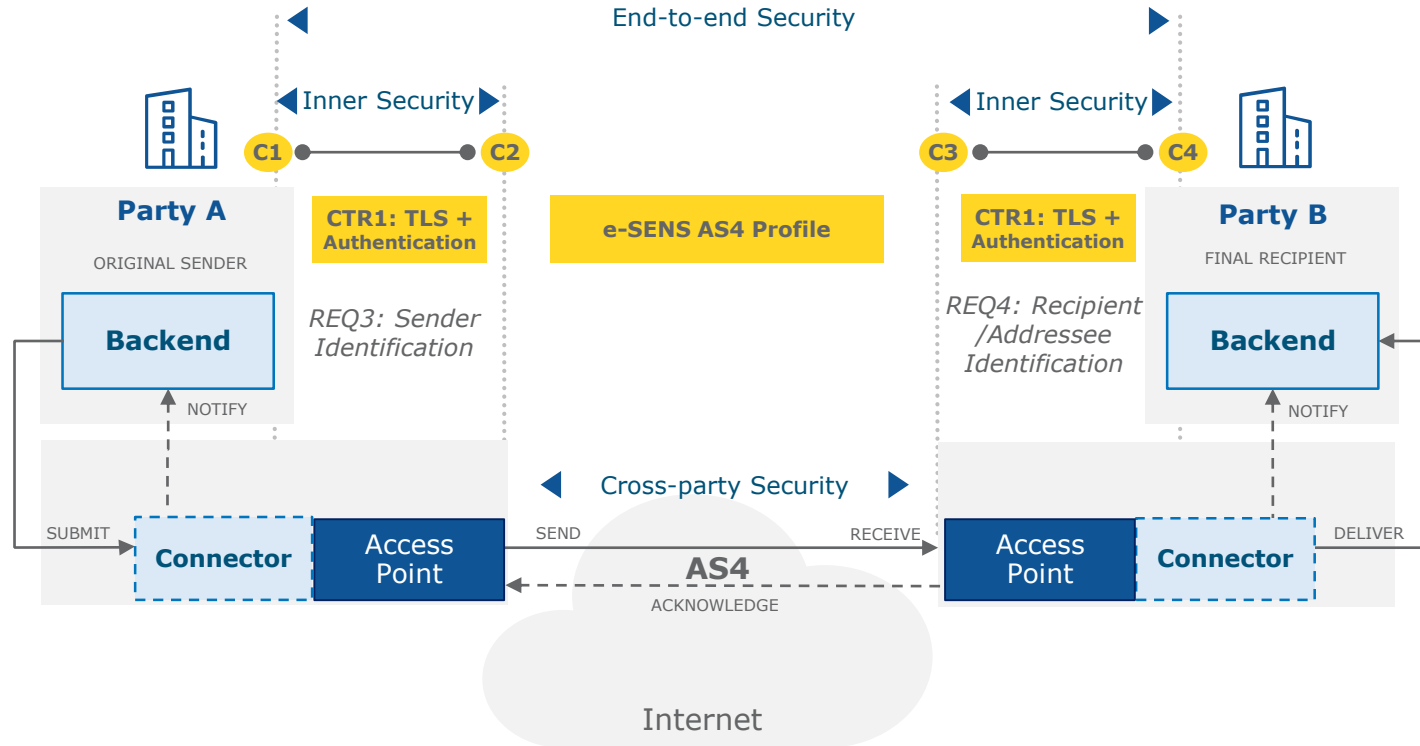 End-to-end Security
Inner Security
Inner Security
C1
C2
C3
C4
Party A
ORIGINAL SENDER
CTR1: TLS +
Authentication
e-SENS AS4 Profile
CTR1: TLS +
Authentication
Party B
FINAL RECIPIENT
Backend
REQ3: Sender
Identification
REQ4: Recipient
/Addressee
Identification
Backend
NOTIFY
NOTIFY
Cross-party Security
SUBMIT
Connector
Access
Point
SEND
RECEIVE
AS4
ACKNOWLEDGE
Access
Point
Connector
DELIVER
Internet